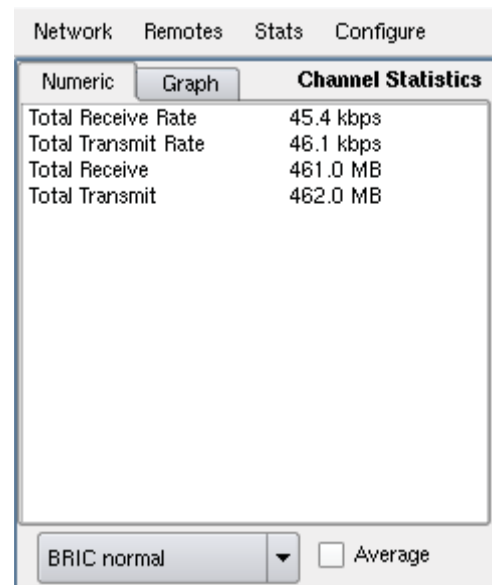 Network Remotes Stats Configure
Numeric Graph Channel Statistics
Total Receive Rate 45.4 kbps
Total Transmit Rate 46.1 kbps
Total Receive 461.0 MB
Total Transmit 462.0 MB
BRIC normal Average